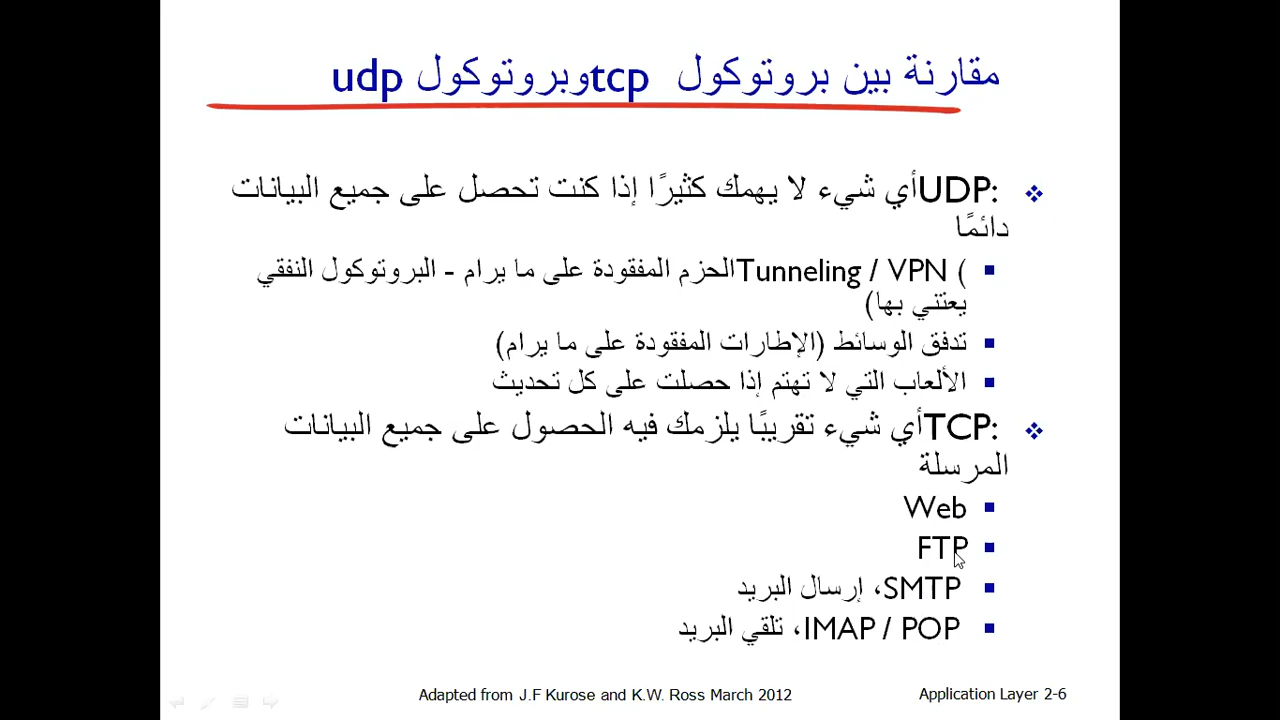 مقارنة بين بروتوكول tcpوبروتوكول udp
UDP:أي شيء لا يهمك كثيرًا إذا كنت تحصل على جميع البيانات
دائمًا
Tunneling / VPN )الحزم المفقودة على ما يرام - البروتوكول النفقي
يعتني بها)
تدفق الوسائط (الإطارات المفقودة على ما يرام)
الألعاب التي لا تهتم إذا حصلت على كل تحديث
TCP:أي شيء تقريبًا يلزمك فيه الحصول على جميع البيانات
المرسلة
Web
FTP
SMTP، إرسال البريد
IMAP / POP، تلقي البريد
Adapted from J.F Kurose and K.W. Ross March 2012
Application Layer 2-6